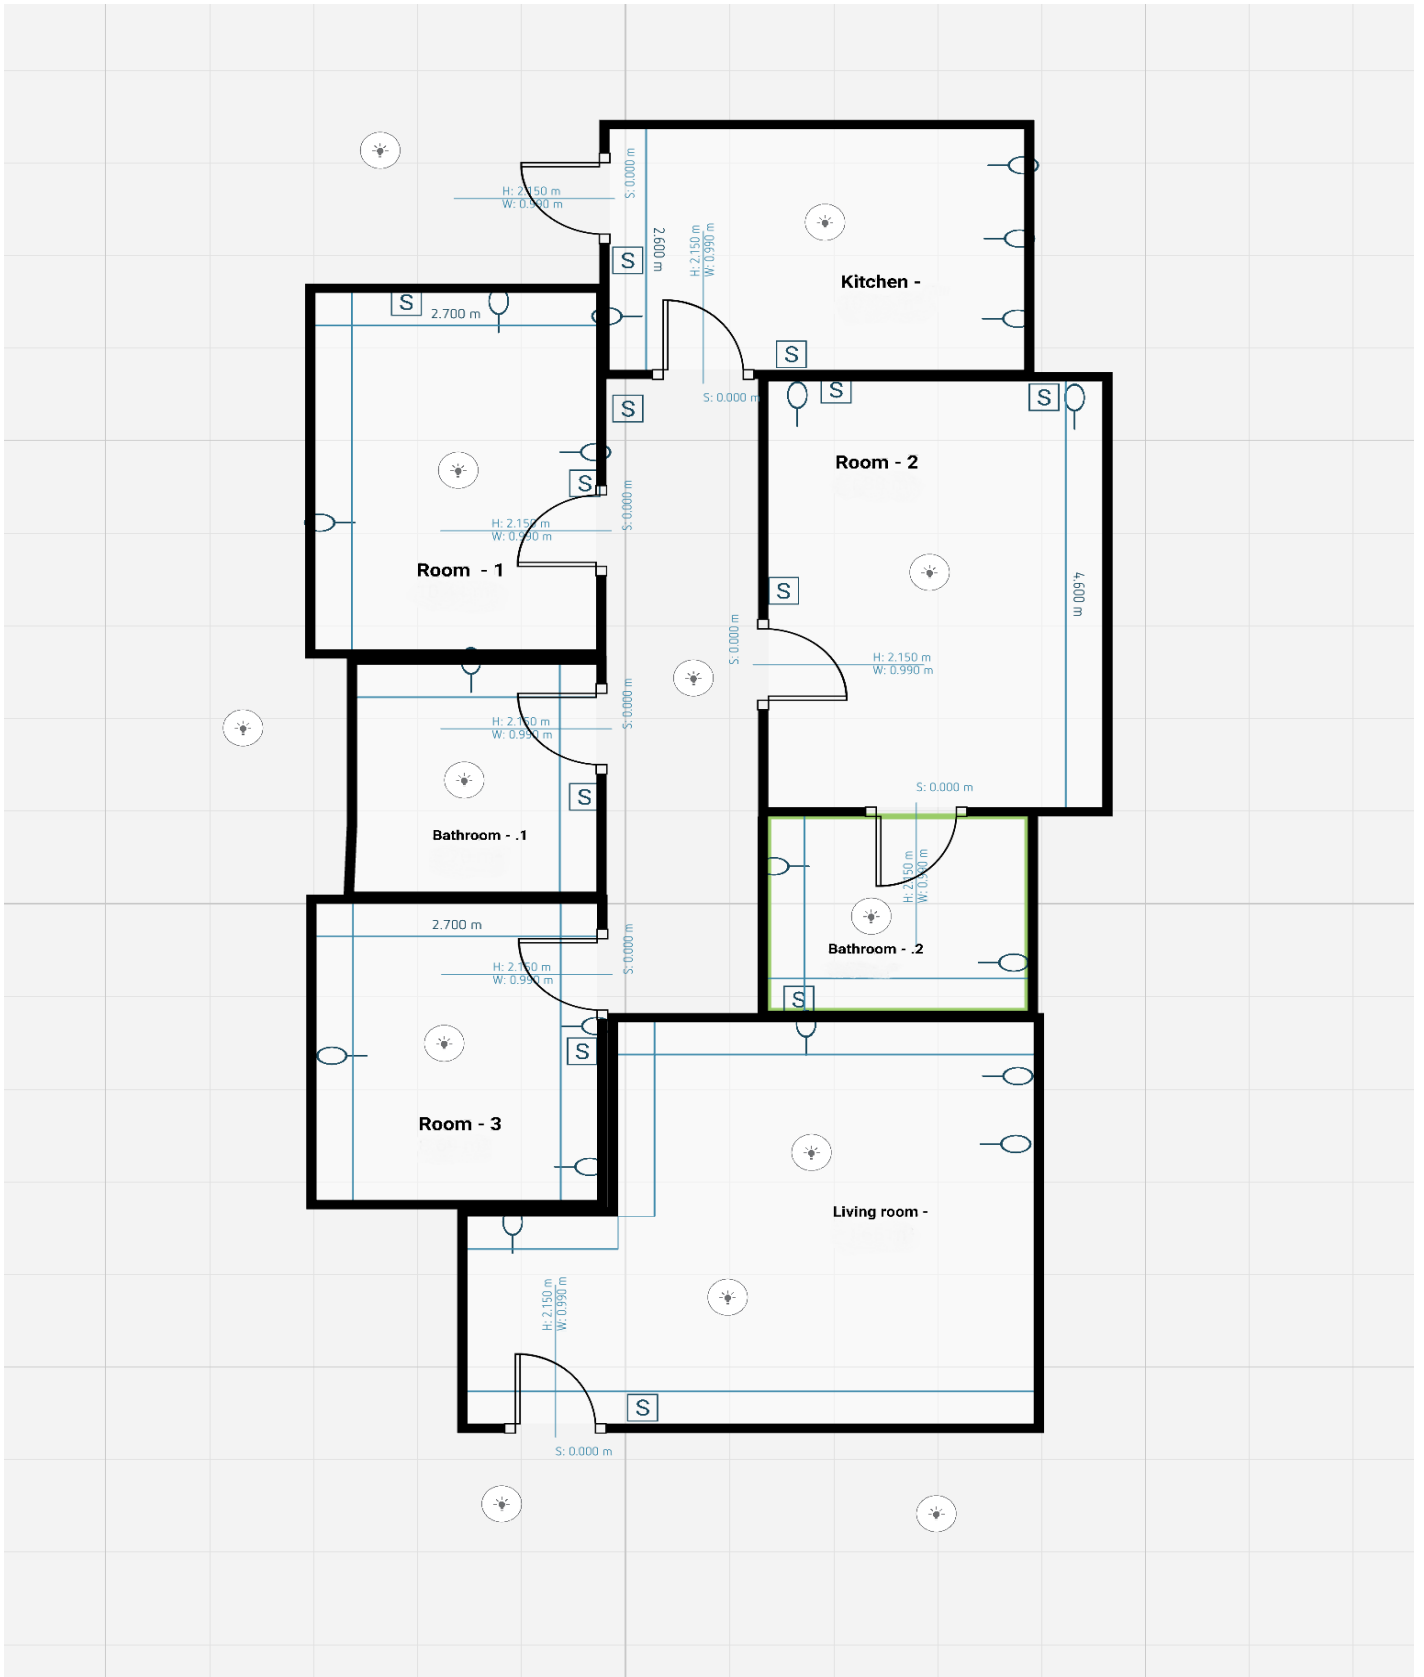 H: 2.150 m
W: 0.990 m
S: 0.000 m
S
2.600 m
H: 2.150 m
W: 0.990 m
Kitchen -
S
S: 0.000 m
S
2.700 m
S
S
S
S
Room - 2
S
H: 2.150 m
W: 0.990 m
S: 0.000 m
Room - 1
S
4.600 m
S: 0.000 m
H: 2.150 m
W: 0.990 m
H: 2.150 m
W: 0.990 m
S: 0.000 m
S
S: 0.000 m
Bathroom - .1
H: 2.150 m
W: 0.990 m
2.700 m
Bathroom - .2
H: 2.150 m
W: 0.990 m
S: 0.000 m
S
S
Room - 3
Living room -
H: 2.150 m
W: 0.990 m
S
S: 0.000 m